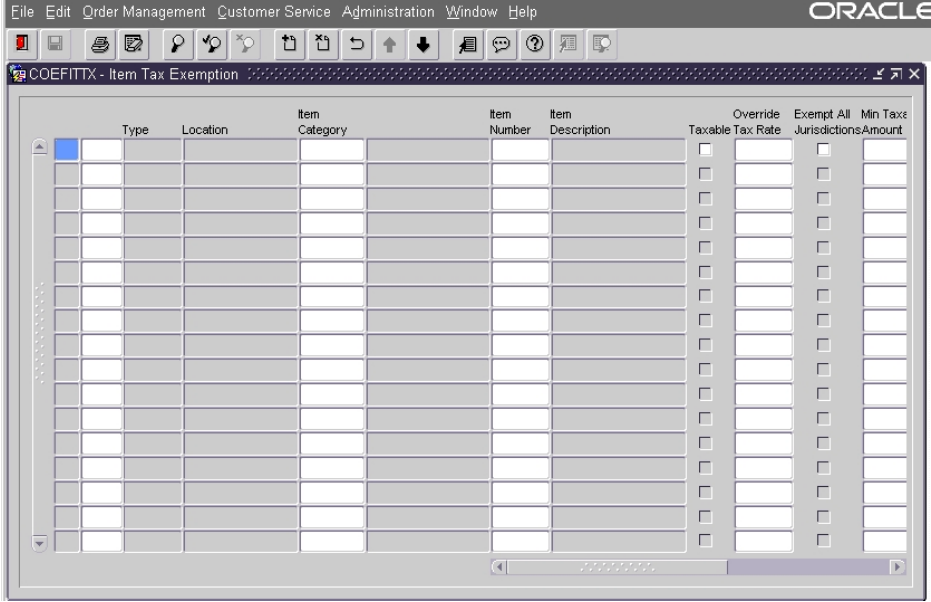 File Edit Order Management Customer Service Administration Window Help ORACLE
COEFITTX - Item Tax Exemption
Item Item Item Override Exempt All Min Taxa
Type Location Category Number Description Taxable Tax Rate Jurisdictions Amount